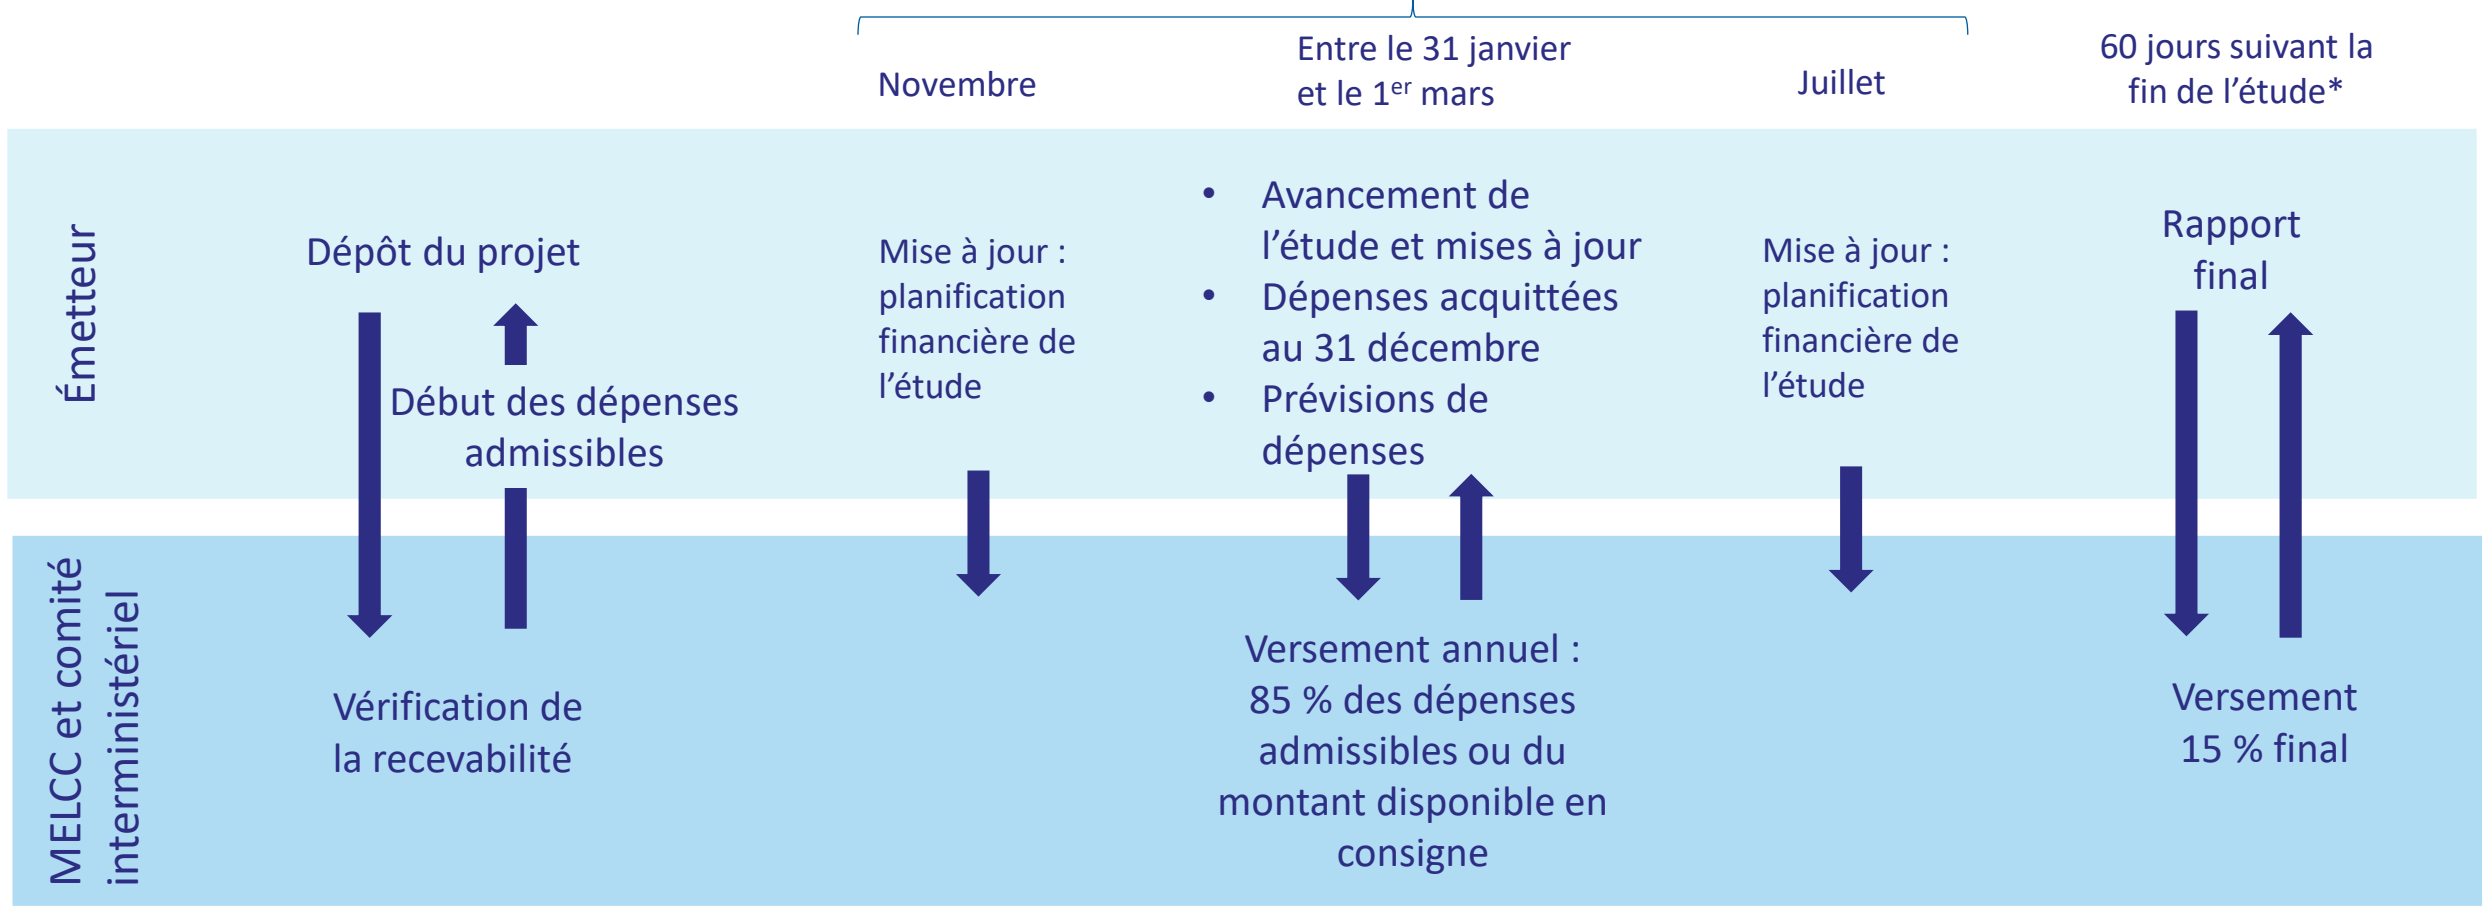 Novembre
Entre le 31 janvier
et le 1er mars
Juillet
60 jours suivant la
fin de l’étude*
Émetteur
Dépôt du projet
Début des dépenses
admissibles
Mise à jour :
planification
financière de
l’étude
• Avancement de
l’étude et mises à jour
• Dépenses acquittées
au 31 décembre
• Prévisions de
dépenses
Mise à jour :
planification
financière de
l’étude
Rapport
final
MELCC et comité
interministériel
Vérification de
la recevabilité
Versement annuel :
85 % des dépenses
admissibles ou du
montant disponible en
consigne
Versement
15 % final